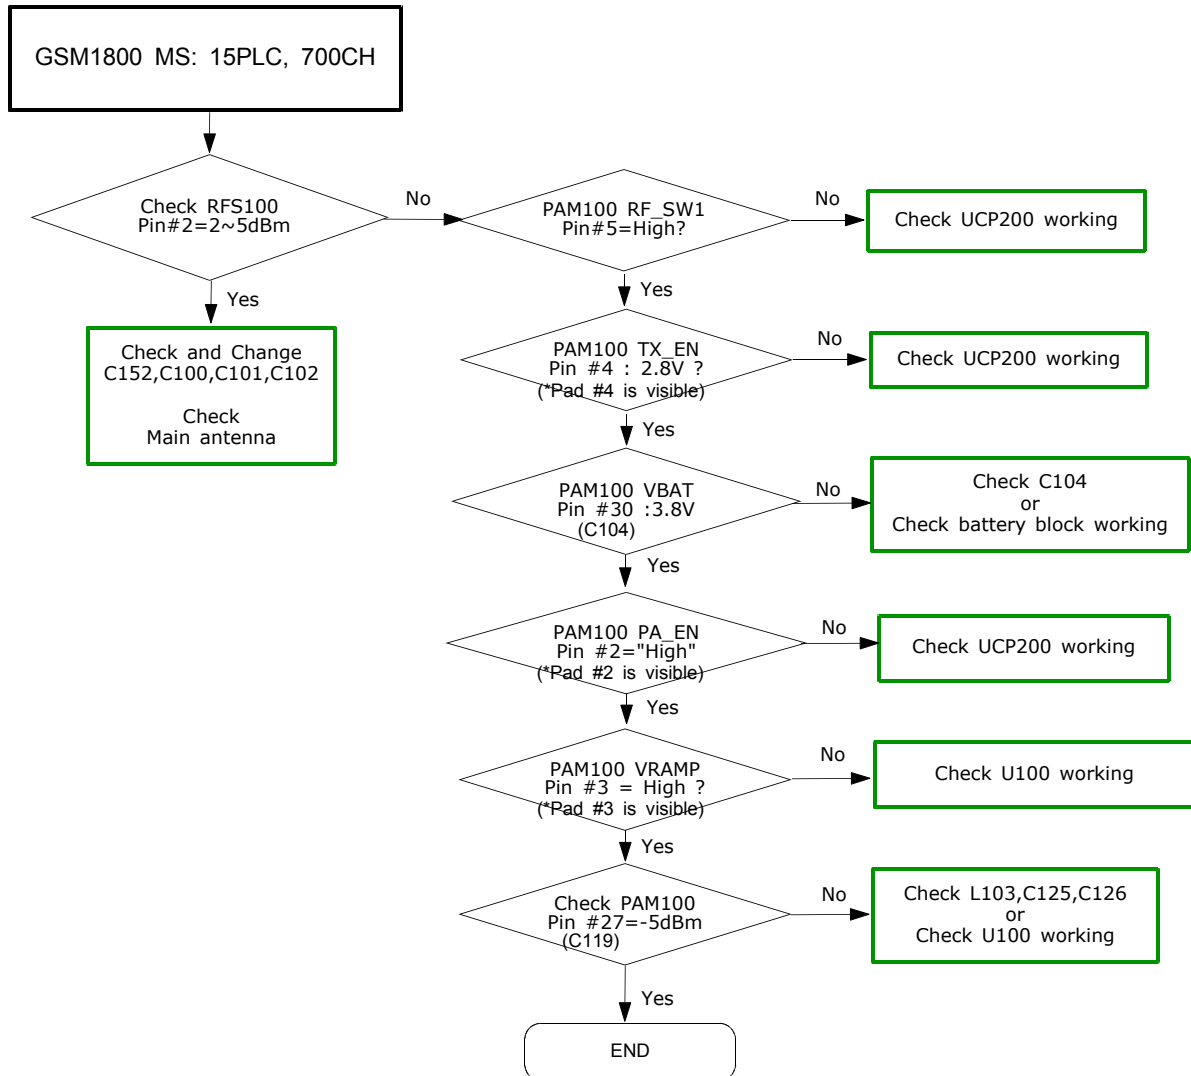 GSM1800 MS: 15PLC, 700CH
Check RFS100
Pin#2=2~5dBm
No
PAM100 RF_SW1
Pin#5=High?
No
Check UCP200 working
Yes
Check and Change
C152,C100,C101,C102
Check
Main antenna
Yes
PAM100 TX_EN
Pin #4 : 2.8V ?
(*Pad #4 is visible)
No
Check UCP200 working
Yes
PAM100 VBAT
Pin #30 :3.8V
(C104)
No
Check C104
or
Check battery block working
Yes
PAM100 PA_EN
Pin #2="High"
(*Pad #2 is visible)
No
Check UCP200 working
Yes
PAM100 VRAMP
Pin #3 = High ?
(*Pad #3 is visible)
No
Check U100 working
Yes
Check PAM100
Pin #27=-5dBm
(C119)
No
Check L103,C125,C126
or
Check U100 working
Yes
END